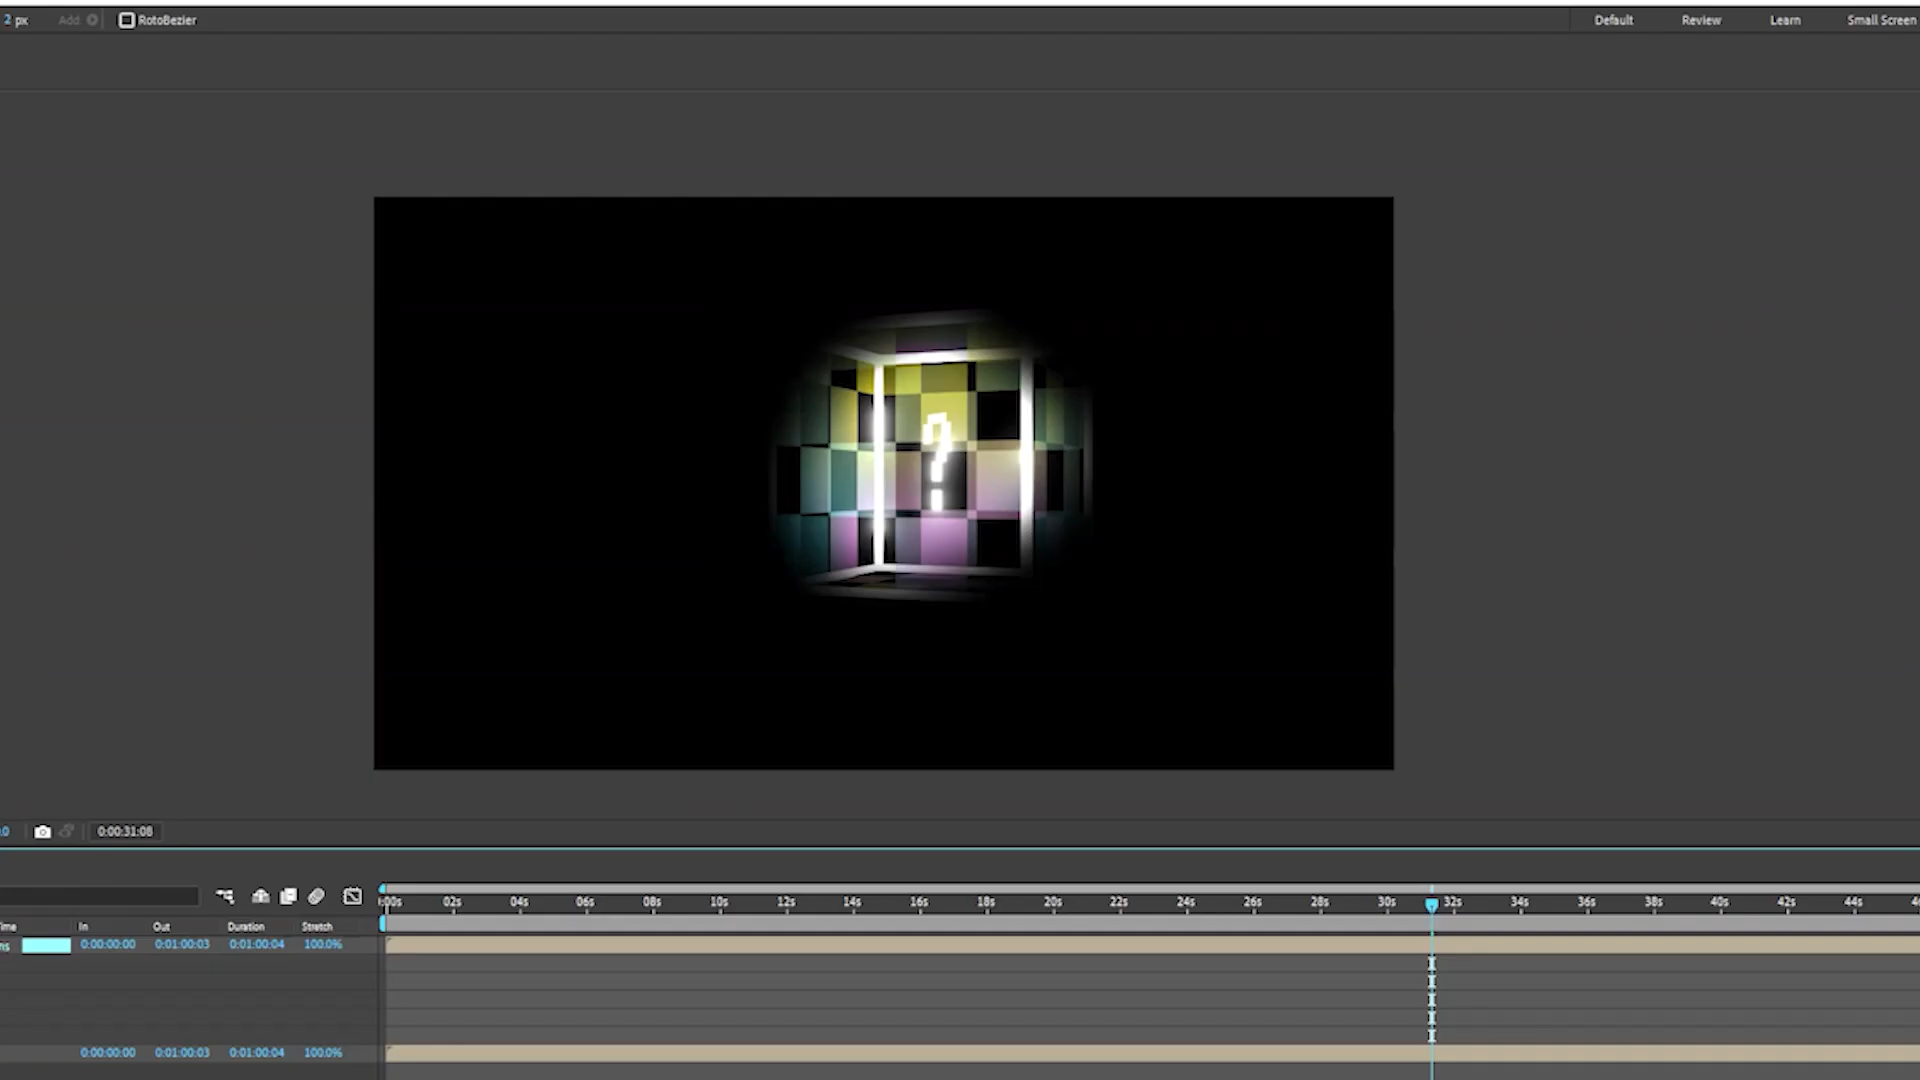 2 px Add RotoBezier Default Review Learn Small Screen
?
0:00:31:08
:00s 02s 04s 06s 08s 10s 12s 14s 16s 18s 20s 22s 24s 26s 28s 30s 32s 34s 36s 38s 40s 42s 44s
In Out Duration Stretch
0:00:00:00 0:01:00:03 0:01:00:04 100.0%
0:00:00:00 0:01:00:03 0:01:00:04 100.0%